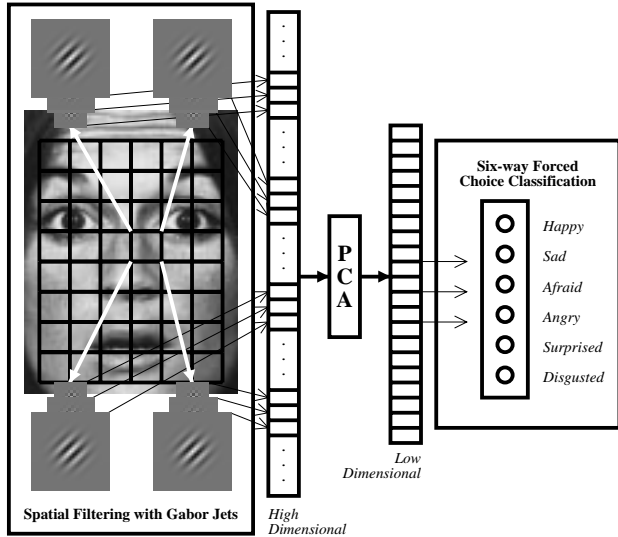 Spatial Filtering with Gabor Jets
High
Dimensional
P
C
A
Low
Dimensional
Six-way Forced
Choice Classification
Happy
Sad
Afraid
Angry
Surprised
Disgusted